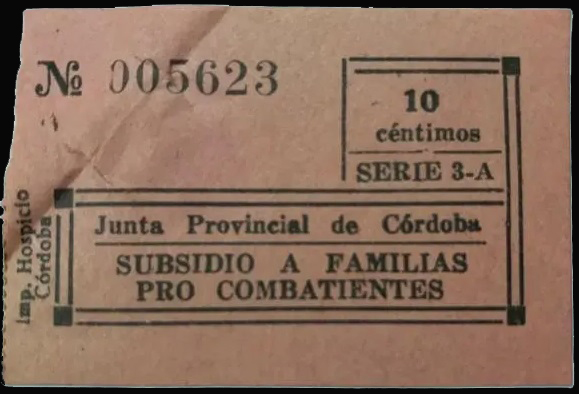 № 005623
10
céntimos
SERIE 3-A
Junta Provincial de Córdoba
SUBSIDIO A FAMILIAS
PRO COMBATIENTES
Imp. Hospicio
Córdoba